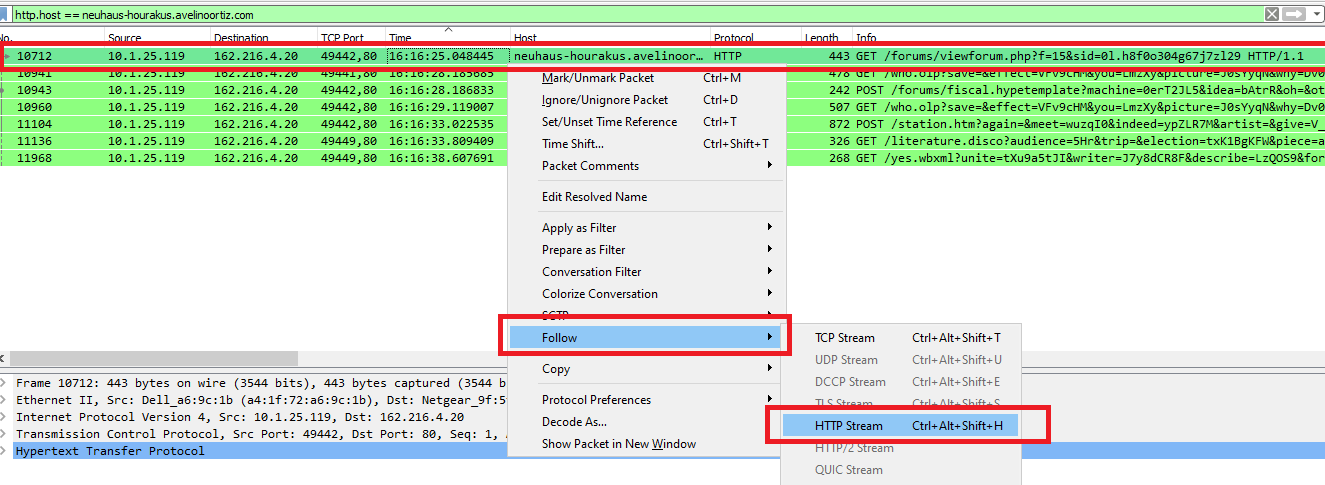 http.host == neuhaus-hourakus.avelinoortiz.com
No. Source Destination TCP Port Time Host Protocol Length Info
10712 10.1.25.119 162.216.4.20 49442,80 16:16:25.048445 neuhaus-hourakus.avelinoor… HTTP 443 GET /forums/viewforum.php?f=15&sid=0l.h8f0o304g67j7zl29 HTTP/1.1
10941 10.1.25.119 162.216.4.20 49442,80 16:16:28.185685 478 GET /who.olp?save=&effect=VFv9cHM&you=LmzXy&picture=J0sYyqN&why=Dv0
10943 10.1.25.119 162.216.4.20 49449,80 16:16:28.186833 242 POST /forums/fiscal.hypetemplate?machine=0erT2JL5&idea=bAtrR&oh=&ot
10960 10.1.25.119 162.216.4.20 49442,80 16:16:29.119007 507 GET /who.olp?save=&effect=VFv9cHM&you=LmzXy&picture=J0sYyqN&why=Dv0
11104 10.1.25.119 162.216.4.20 49442,80 16:16:33.022535 872 POST /station.htm?again=&meet=wuzqI0&indeed=ypZLR7M&artist=&give=V_
11136 10.1.25.119 162.216.4.20 49449,80 16:16:33.809409 326 GET /literature.disco?audience=5Hr&trip=&election=txK1BgKFW&piece=a
11968 10.1.25.119 162.216.4.20 49449,80 16:16:38.607691 268 GET /yes.wbxml?unite=tXu9a5tJI&writer=J7y8dCR8F&describe=LzQOS9&for
Mark/Unmark Packet Ctrl+M
Ignore/Unignore Packet Ctrl+D
Set/Unset Time Reference Ctrl+T
Time Shift... Ctrl+Shift+T
Packet Comments
Edit Resolved Name
Apply as Filter
Prepare as Filter
Conversation Filter
Colorize Conversation
SCTP
Follow
Copy
Protocol Preferences
Decode As...
Show Packet in New Window
TCP Stream Ctrl+Alt+Shift+T
UDP Stream Ctrl+Alt+Shift+U
DCCP Stream Ctrl+Alt+Shift+E
TLS Stream Ctrl+Alt+Shift+S
HTTP Stream Ctrl+Alt+Shift+H
HTTP/2 Stream
QUIC Stream
Frame 10712: 443 bytes on wire (3544 bits), 443 bytes captured (3544 b
Ethernet II, Src: Dell_a6:9c:1b (a4:1f:72:a6:9c:1b), Dst: Netgear_9f:5
Internet Protocol Version 4, Src: 10.1.25.119, Dst: 162.216.4.20
Transmission Control Protocol, Src Port: 49442, Dst Port: 80, Seq: 1,
Hypertext Transfer Protocol